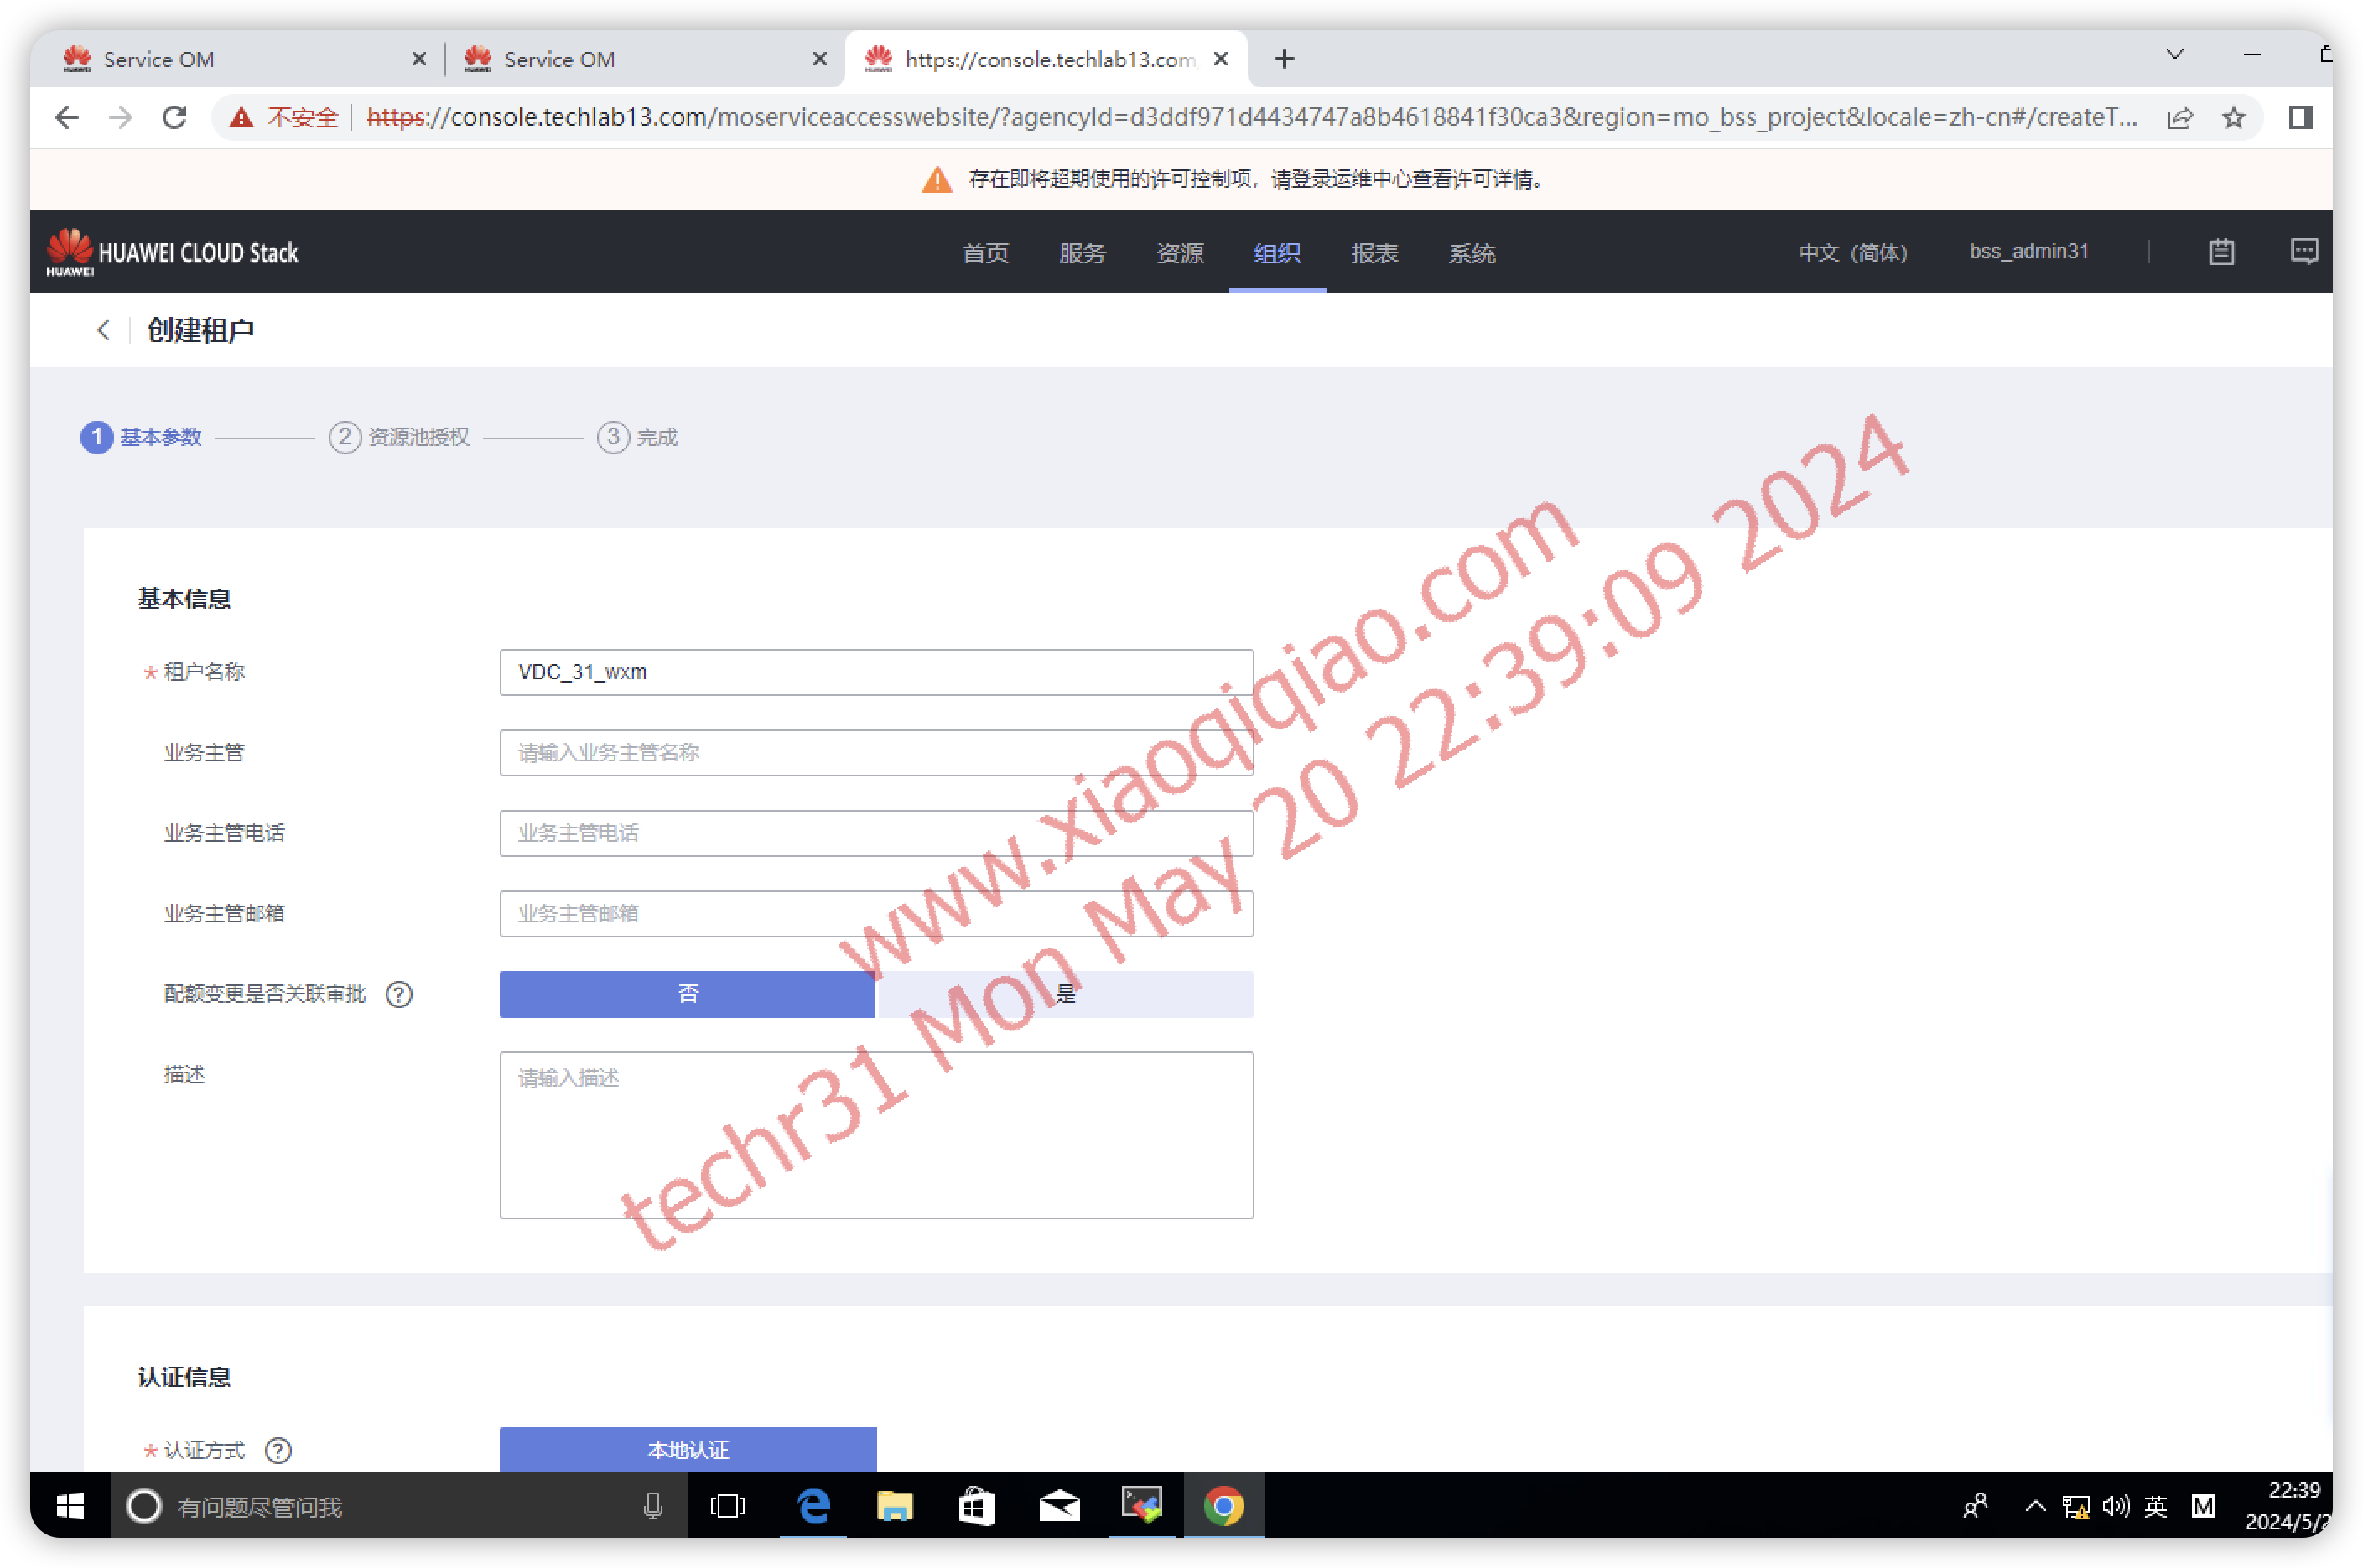 Service OM
Service OM
https://console.techlab13.com
不安全 https://console.techlab13.com/moserviceaccesswebsite/?agencyId=d3ddf971d4434747a8b4618841f30ca3&region=mo_bss_project&locale=zh-cn#/createT...
存在即将超期使用的许可控制项，请登录运维中心查看许可详情。
HUAWEI HUAWEI CLOUD Stack 首页 服务 资源 组织 报表 系统 中文（简体） bss_admin31
创建租户
1 基本参数 2 资源池授权 3 完成
基本信息
* 租户名称 VDC_31_wxm
业务主管 请输入业务主管名称
业务主管电话 业务主管电话
业务主管邮箱 业务主管邮箱
配额变更是否关联审批 ? 否 是
描述 请输入描述
www.xiaoqiqiao.com
techr31 Mon May 20 22:39:09 2024
认证信息
* 认证方式 ? 本地认证
有问题尽管问我
英 M 22:39
2024/5/2